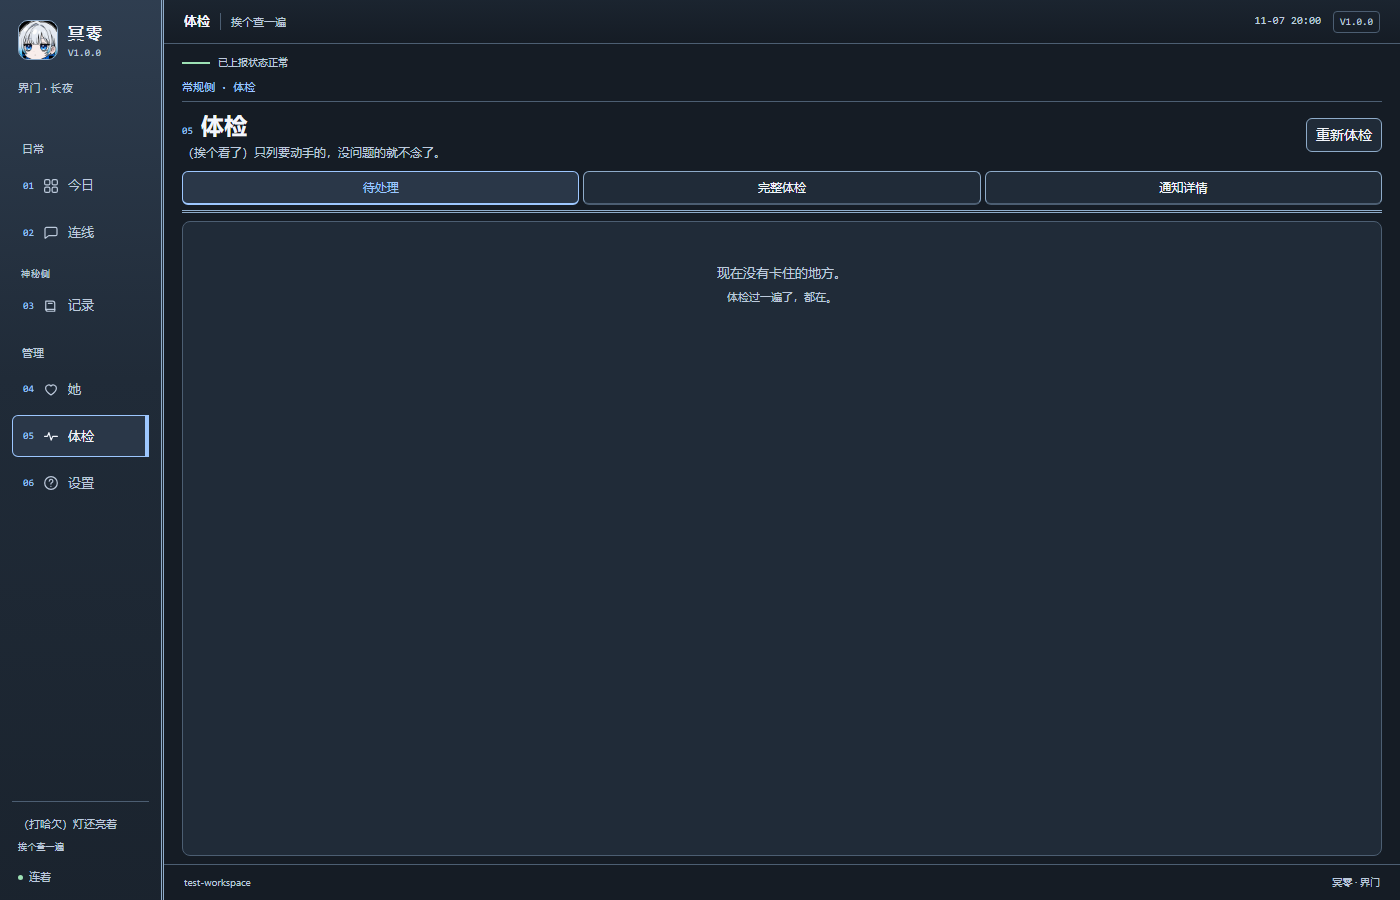 冥零
V1.0.0
界门 · 长夜
日常
01 今日
02 连线
神秘侧
03 记录
管理
04 她
05 体检
06 设置
（打哈欠）灯还亮着
挨个查一遍
连着
体检 挨个查一遍
11-07 20:00 V1.0.0
已上报状态正常
常规侧 · 体检
05 体检
（挨个看了）只列要动手的，没问题的就不念了。
重新体检
待处理 完整体检 通知详情
现在没有卡住的地方。
体检过一遍了，都在。
test-workspace
冥零 · 界门